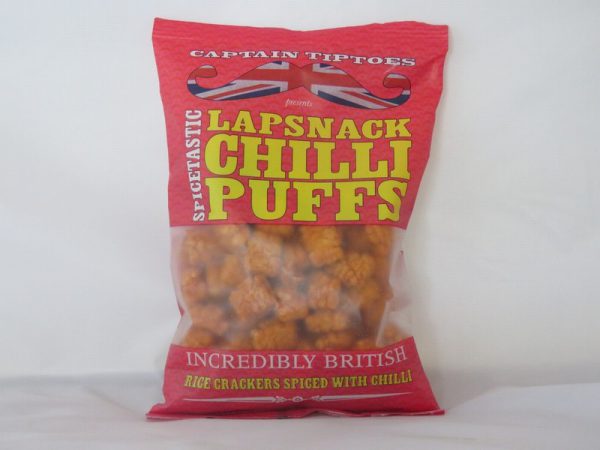 CAPTAIN TIPTOES
presents
SPICETASTIC
LAPSNACK
CHILLI
PUFFS
INCREDIBLY BRITISH
RICE CRACKERS SPICED WITH CHILLI